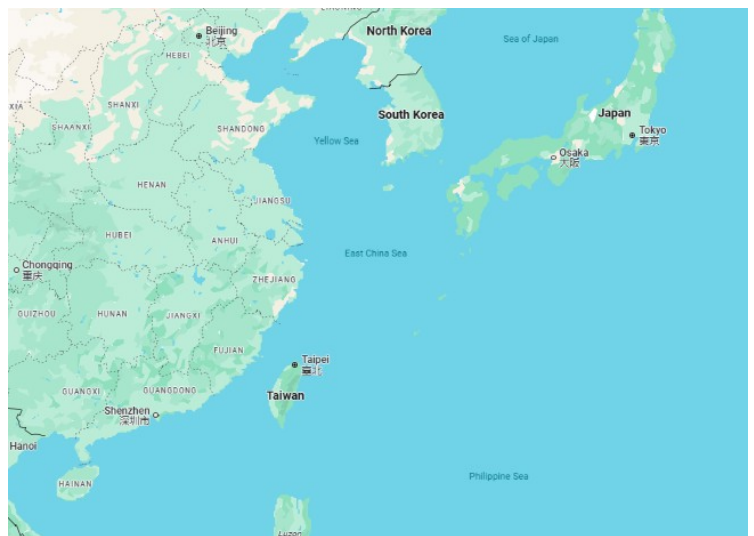 North Korea
Beijing
北京
HEBEI
Sea of Japan
SHANXI
South Korea
Japan
SHAANXI
SHANDONG
Tokyo
東京
Yellow Sea
Osaka
大阪
HENAN
JIANGSU
HUBEI
ANHUI
East China Sea
Chongqing
重庆
ZHEJIANG
GUIZHOU
HUNAN
JIANGXI
FUJIAN
Taipei
臺北
GUANGXI
GUANGDONG
Taiwan
Shenzhen
深圳市
Hanoi
Philippine Sea
HAINAN
Luzon